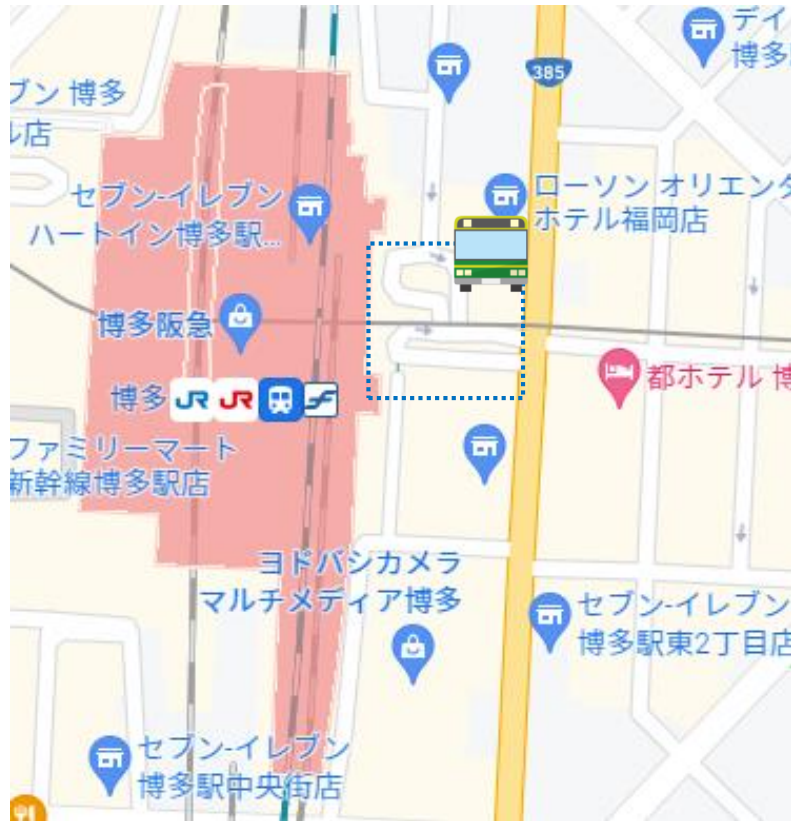 デイ
博多
385
ブン 博多
ル店
セブン-イレブン
ハートイン博多駅...
ローソン オリエンタ
ホテル福岡店
博多阪急
博多 JR JR
都ホテル 博
ファミリーマート
新幹線博多駅店
ヨドバシカメラ
マルチメディア博多
セブン-イレブン
博多駅東2丁目店
セブン-イレブン
博多駅中央街店